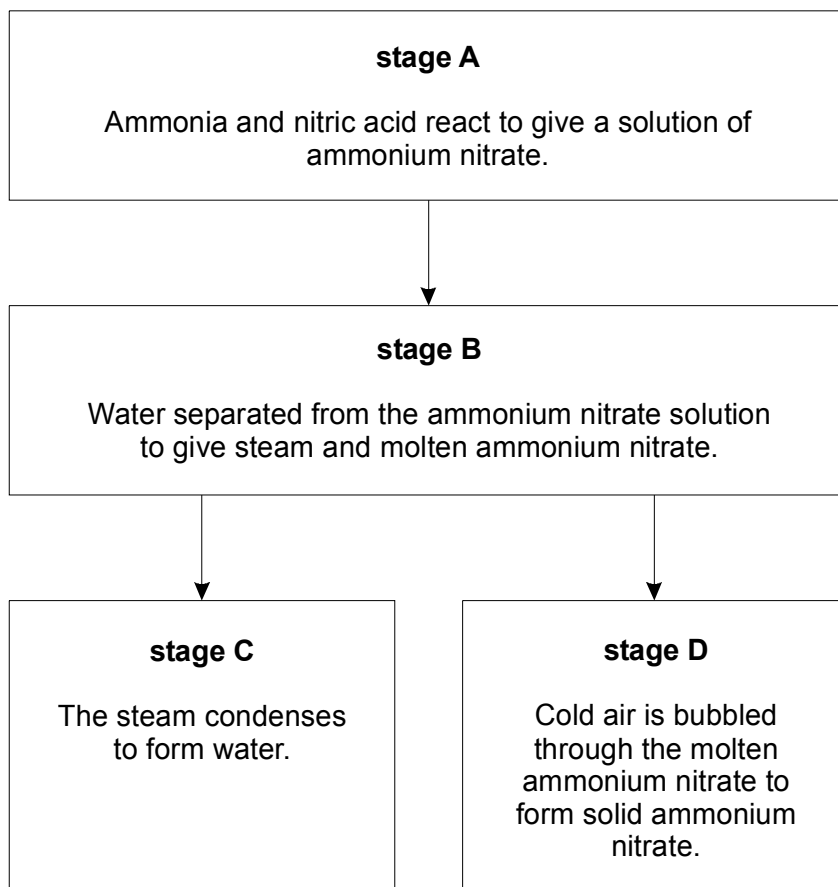 stage A
Ammonia and nitric acid react to give a solution of
ammonium nitrate.
stage B
Water separated from the ammonium nitrate solution
to give steam and molten ammonium nitrate.
stage C
The steam condenses
to form water.
stage D
Cold air is bubbled
through the molten
ammonium nitrate to
form solid ammonium
nitrate.